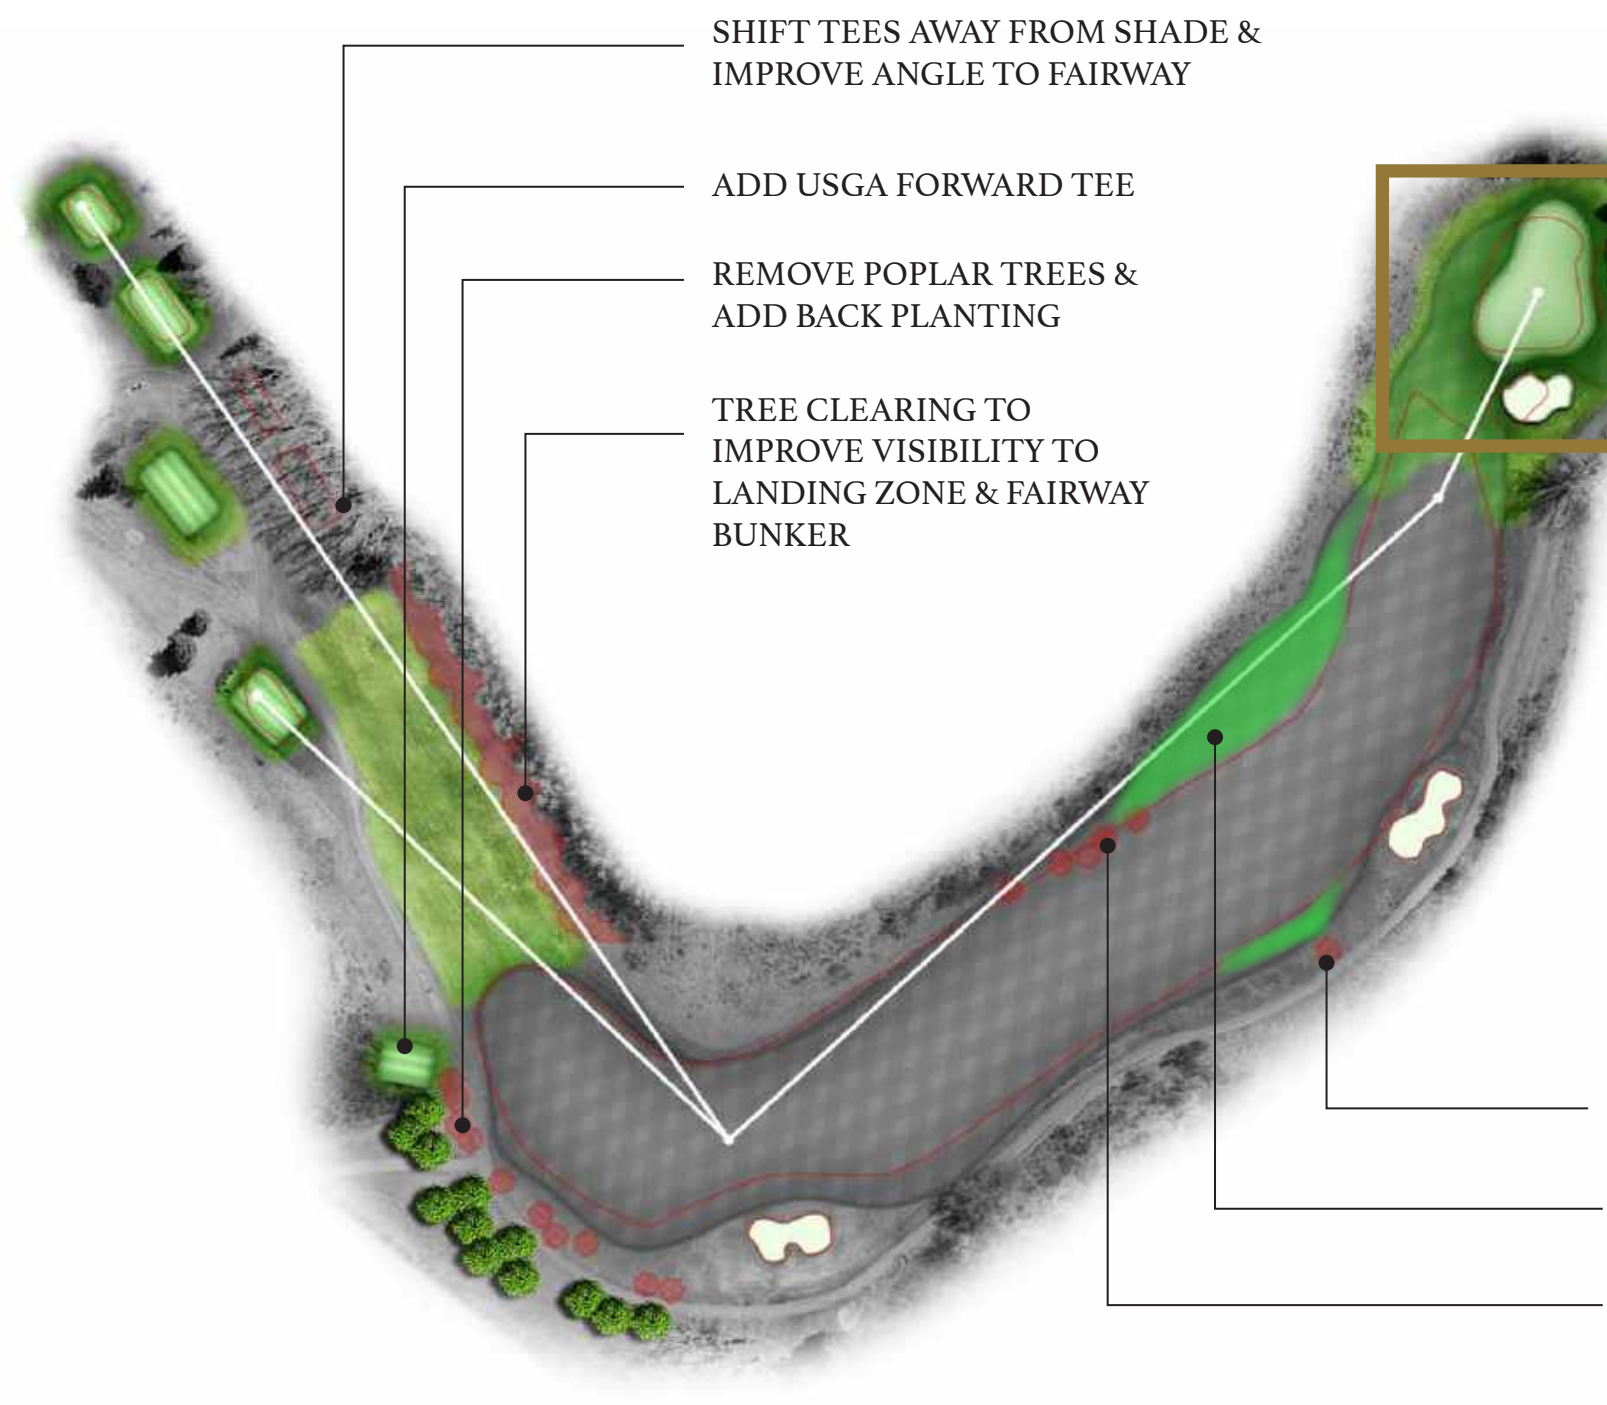 SHIFT TEES AWAY FROM SHADE &
IMPROVE ANGLE TO FAIRWAY
ADD USGA FORWARD TEE
REMOVE POPLAR TREES &
ADD BACK PLANTING
TREE CLEARING TO
IMPROVE VISIBILITY TO
LANDING ZONE & FAIRWAY
BUNKER